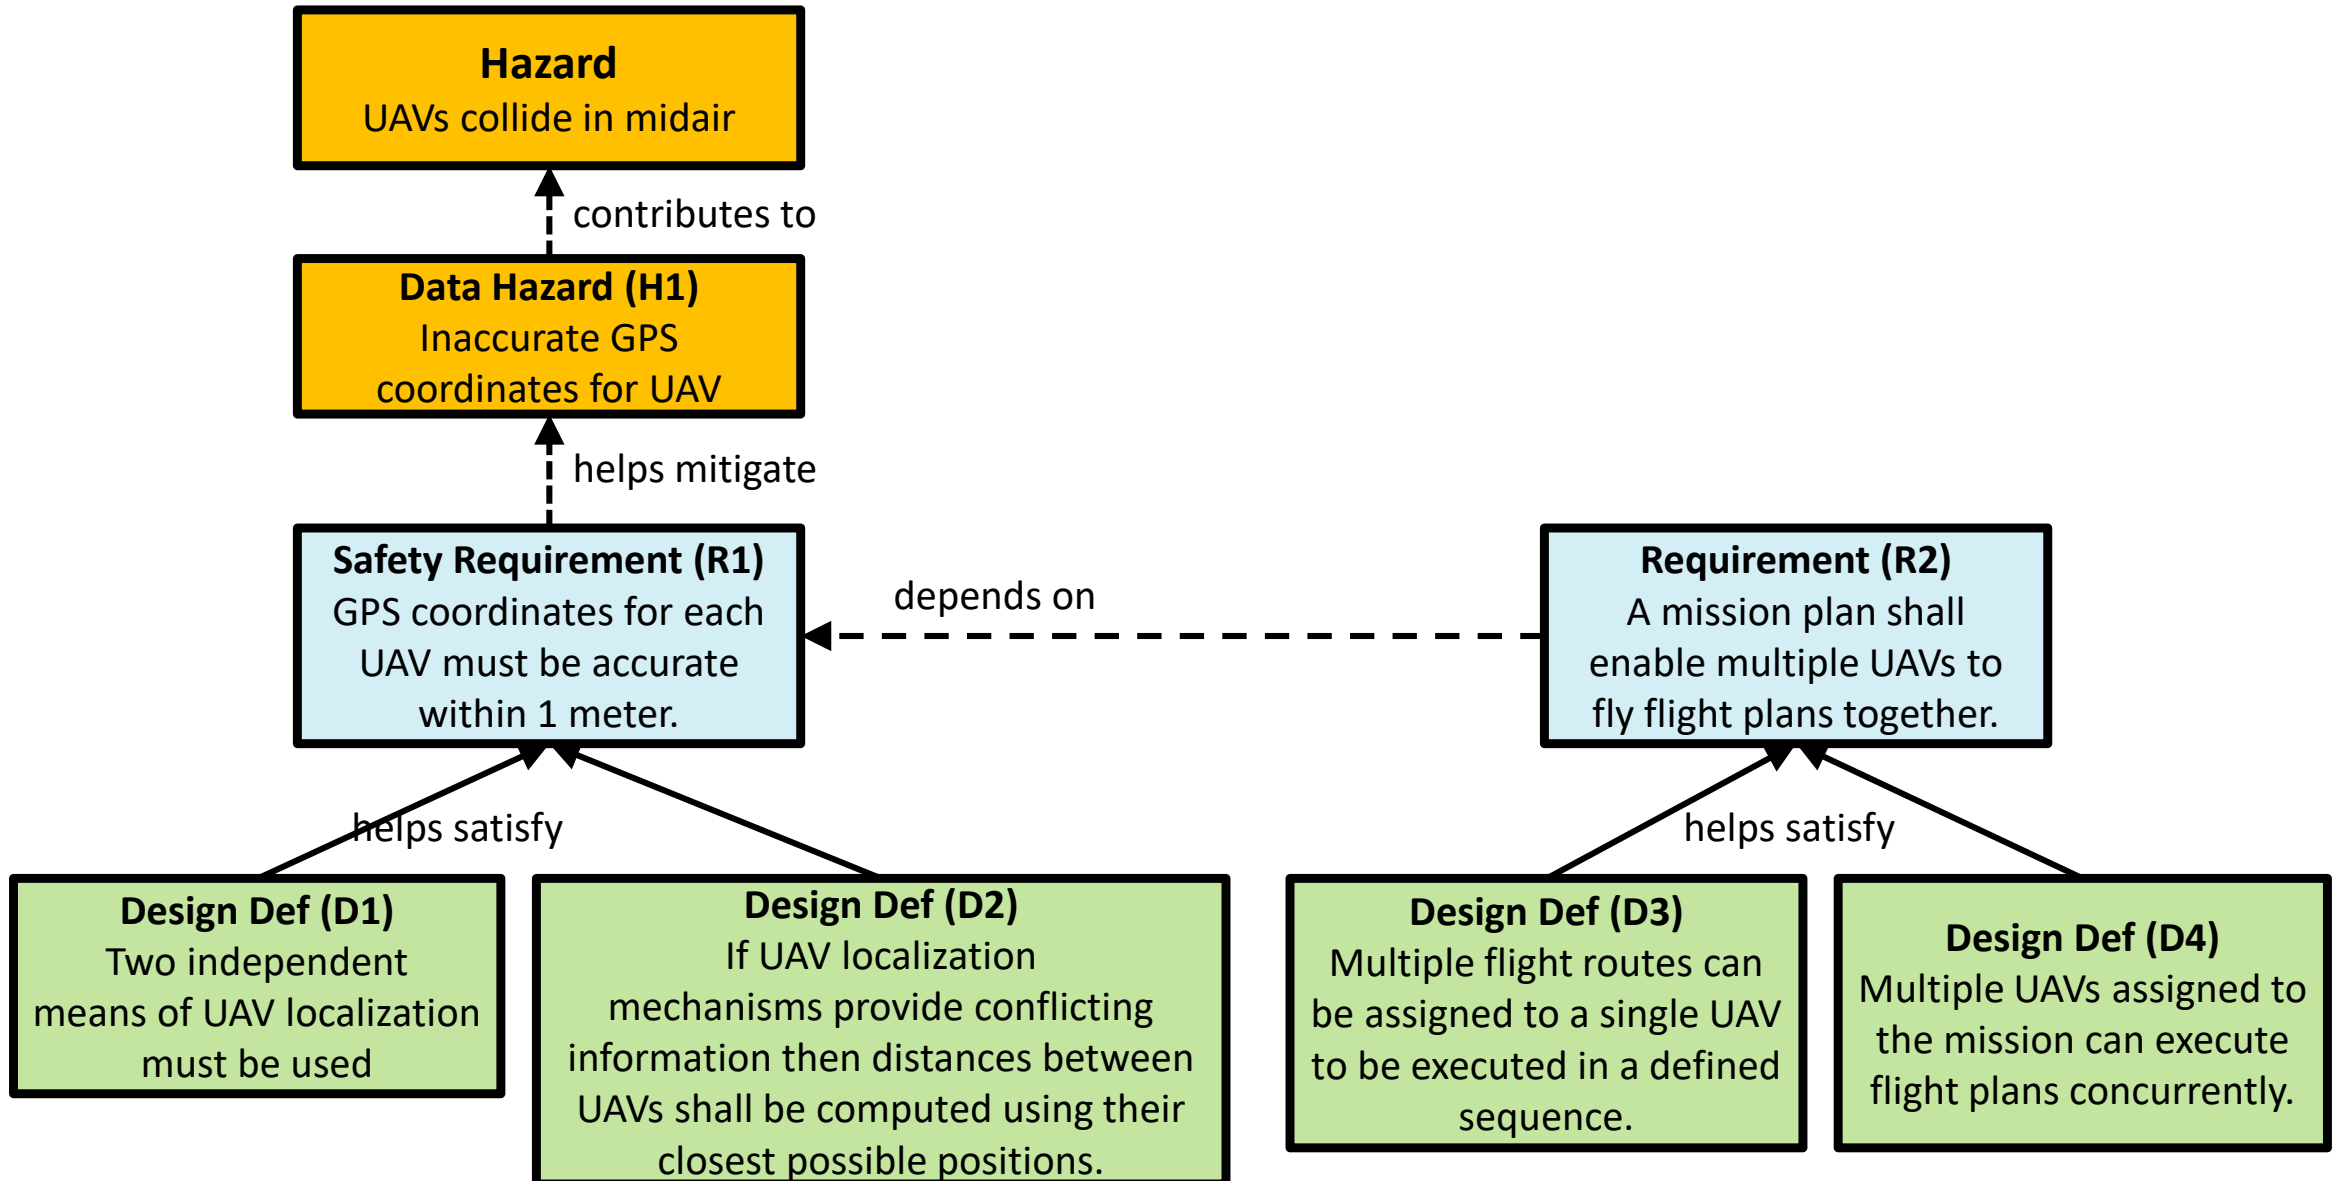 Hazard
UAVs collide in midair
contributes to
Data Hazard (H1)
Inaccurate GPS
coordinates for UAV
helps mitigate
Safety Requirement (R1)
GPS coordinates for each
UAV must be accurate
within 1 meter.
depends on
Requirement (R2)
A mission plan shall
enable multiple UAVs to
fly flight plans together.
helps satisfy
helps satisfy
Design Def (D1)
Two independent
means of UAV localization
must be used
Design Def (D2)
If UAV localization
mechanisms provide conflicting
information then distances between
UAVs shall be computed using their
closest possible positions.
Design Def (D3)
Multiple flight routes can
be assigned to a single UAV
to be executed in a defined
sequence.
Design Def (D4)
Multiple UAVs assigned to
the mission can execute
flight plans concurrently.